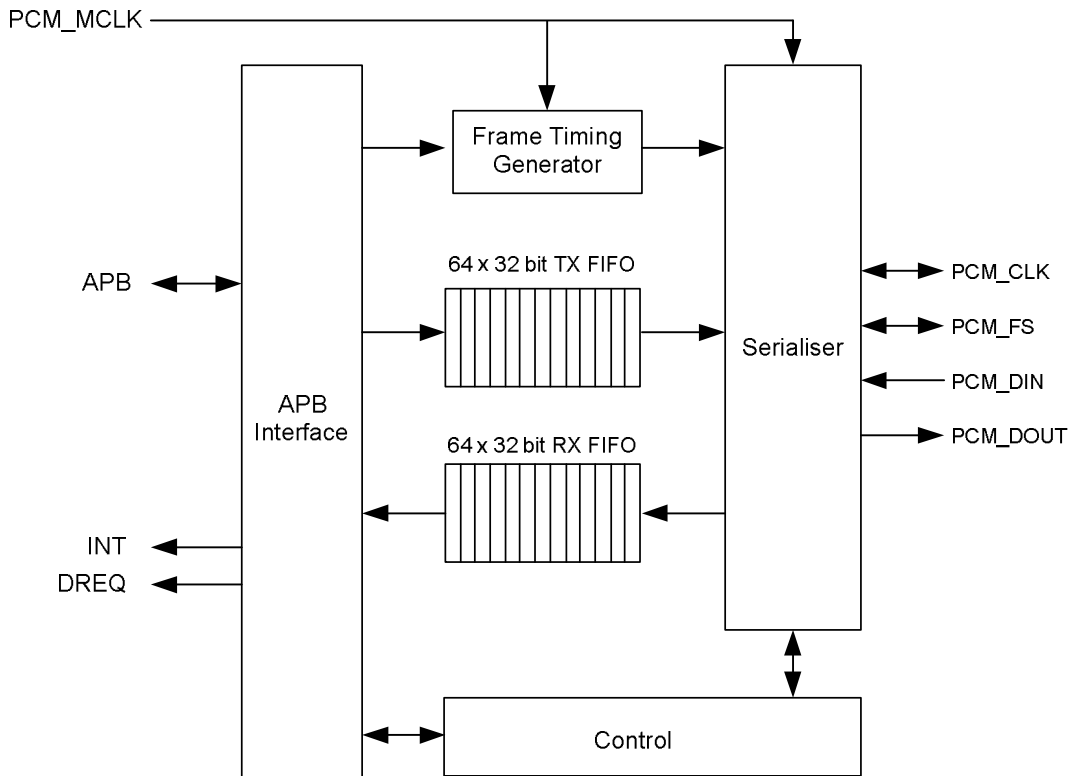 PCM_MCLK
Frame Timing
Generator
64 x 32 bit TX FIFO
APB
PCM_CLK
PCM_FS
Serialiser
PCM_DIN
APB
Interface
PCM_DOUT
64 x 32 bit RX FIFO
INT
DREQ
Control